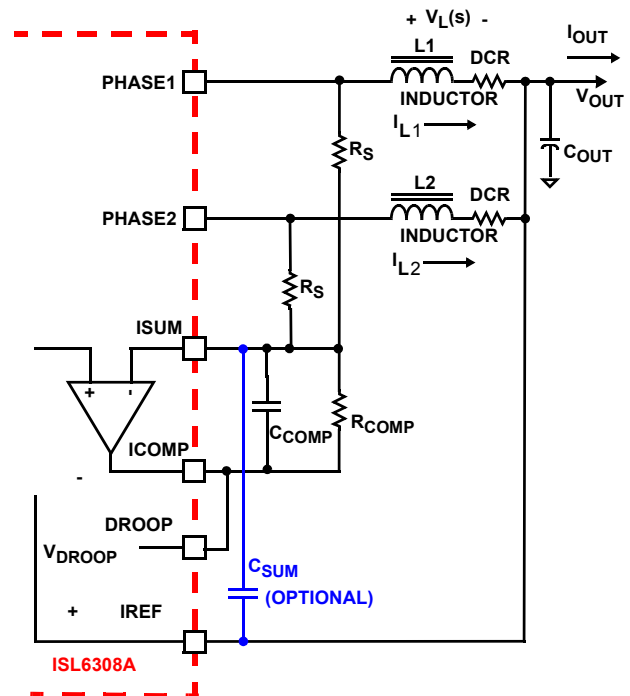 + VL(s) -
IOUT
L1
DCR
PHASE1
INDUCTOR
VOUT
IL1
COUT
RS
L2
DCR
PHASE2
INDUCTOR
IL2
RS
ISUM
+ -
CCOMP
RCOMP
ICOMP
-
DROOP
VDROOP
CSUM
(OPTIONAL)
+ IREF
ISL6308A